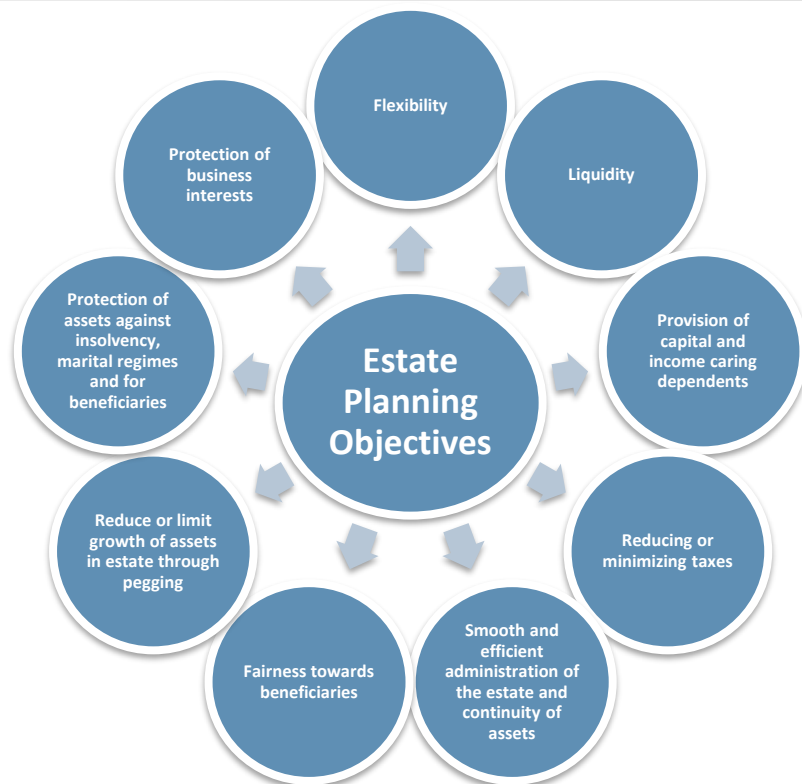 Estate
Planning
Objectives
Flexibility
Liquidity
Provision of
capital and
income caring
dependents
Reducing or
minimizing taxes
Smooth and
efficient
administration of
the estate and
continuity of
assets
Fairness towards
beneficiaries
Reduce or limit
growth of assets
in estate through
pegging
Protection of
assets against
insolvency,
marital regimes
and for
beneficiaries
Protection of
business
interests